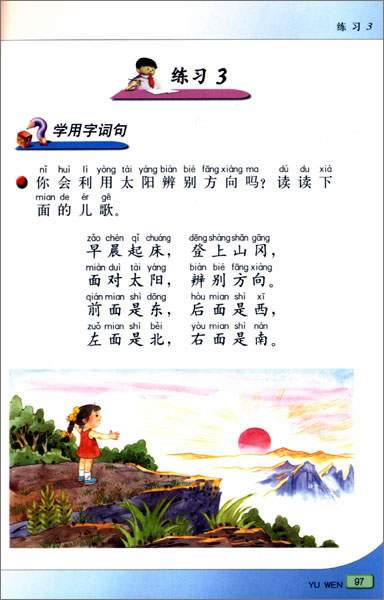 练习 3
练习 3
学用字词句
nǐ huì lì yòng tài yáng biàn bié fāng xiàng ma dú du xià
你会利用太阳辨别方向吗？读读下
mian de ér gē
面的儿歌。
zǎo chén qǐ chuáng dēng shàng shān gāng
早晨起床，登上山冈，
miàn duì tài yáng biàn bié fāng xiàng
面对太阳，辨别方向。
qián mian shì dōng hòu mian shì xī
前面是东，后面是西，
zuǒ mian shì běi yòu mian shì nán
左面是北，右面是南。
YU WEN 97